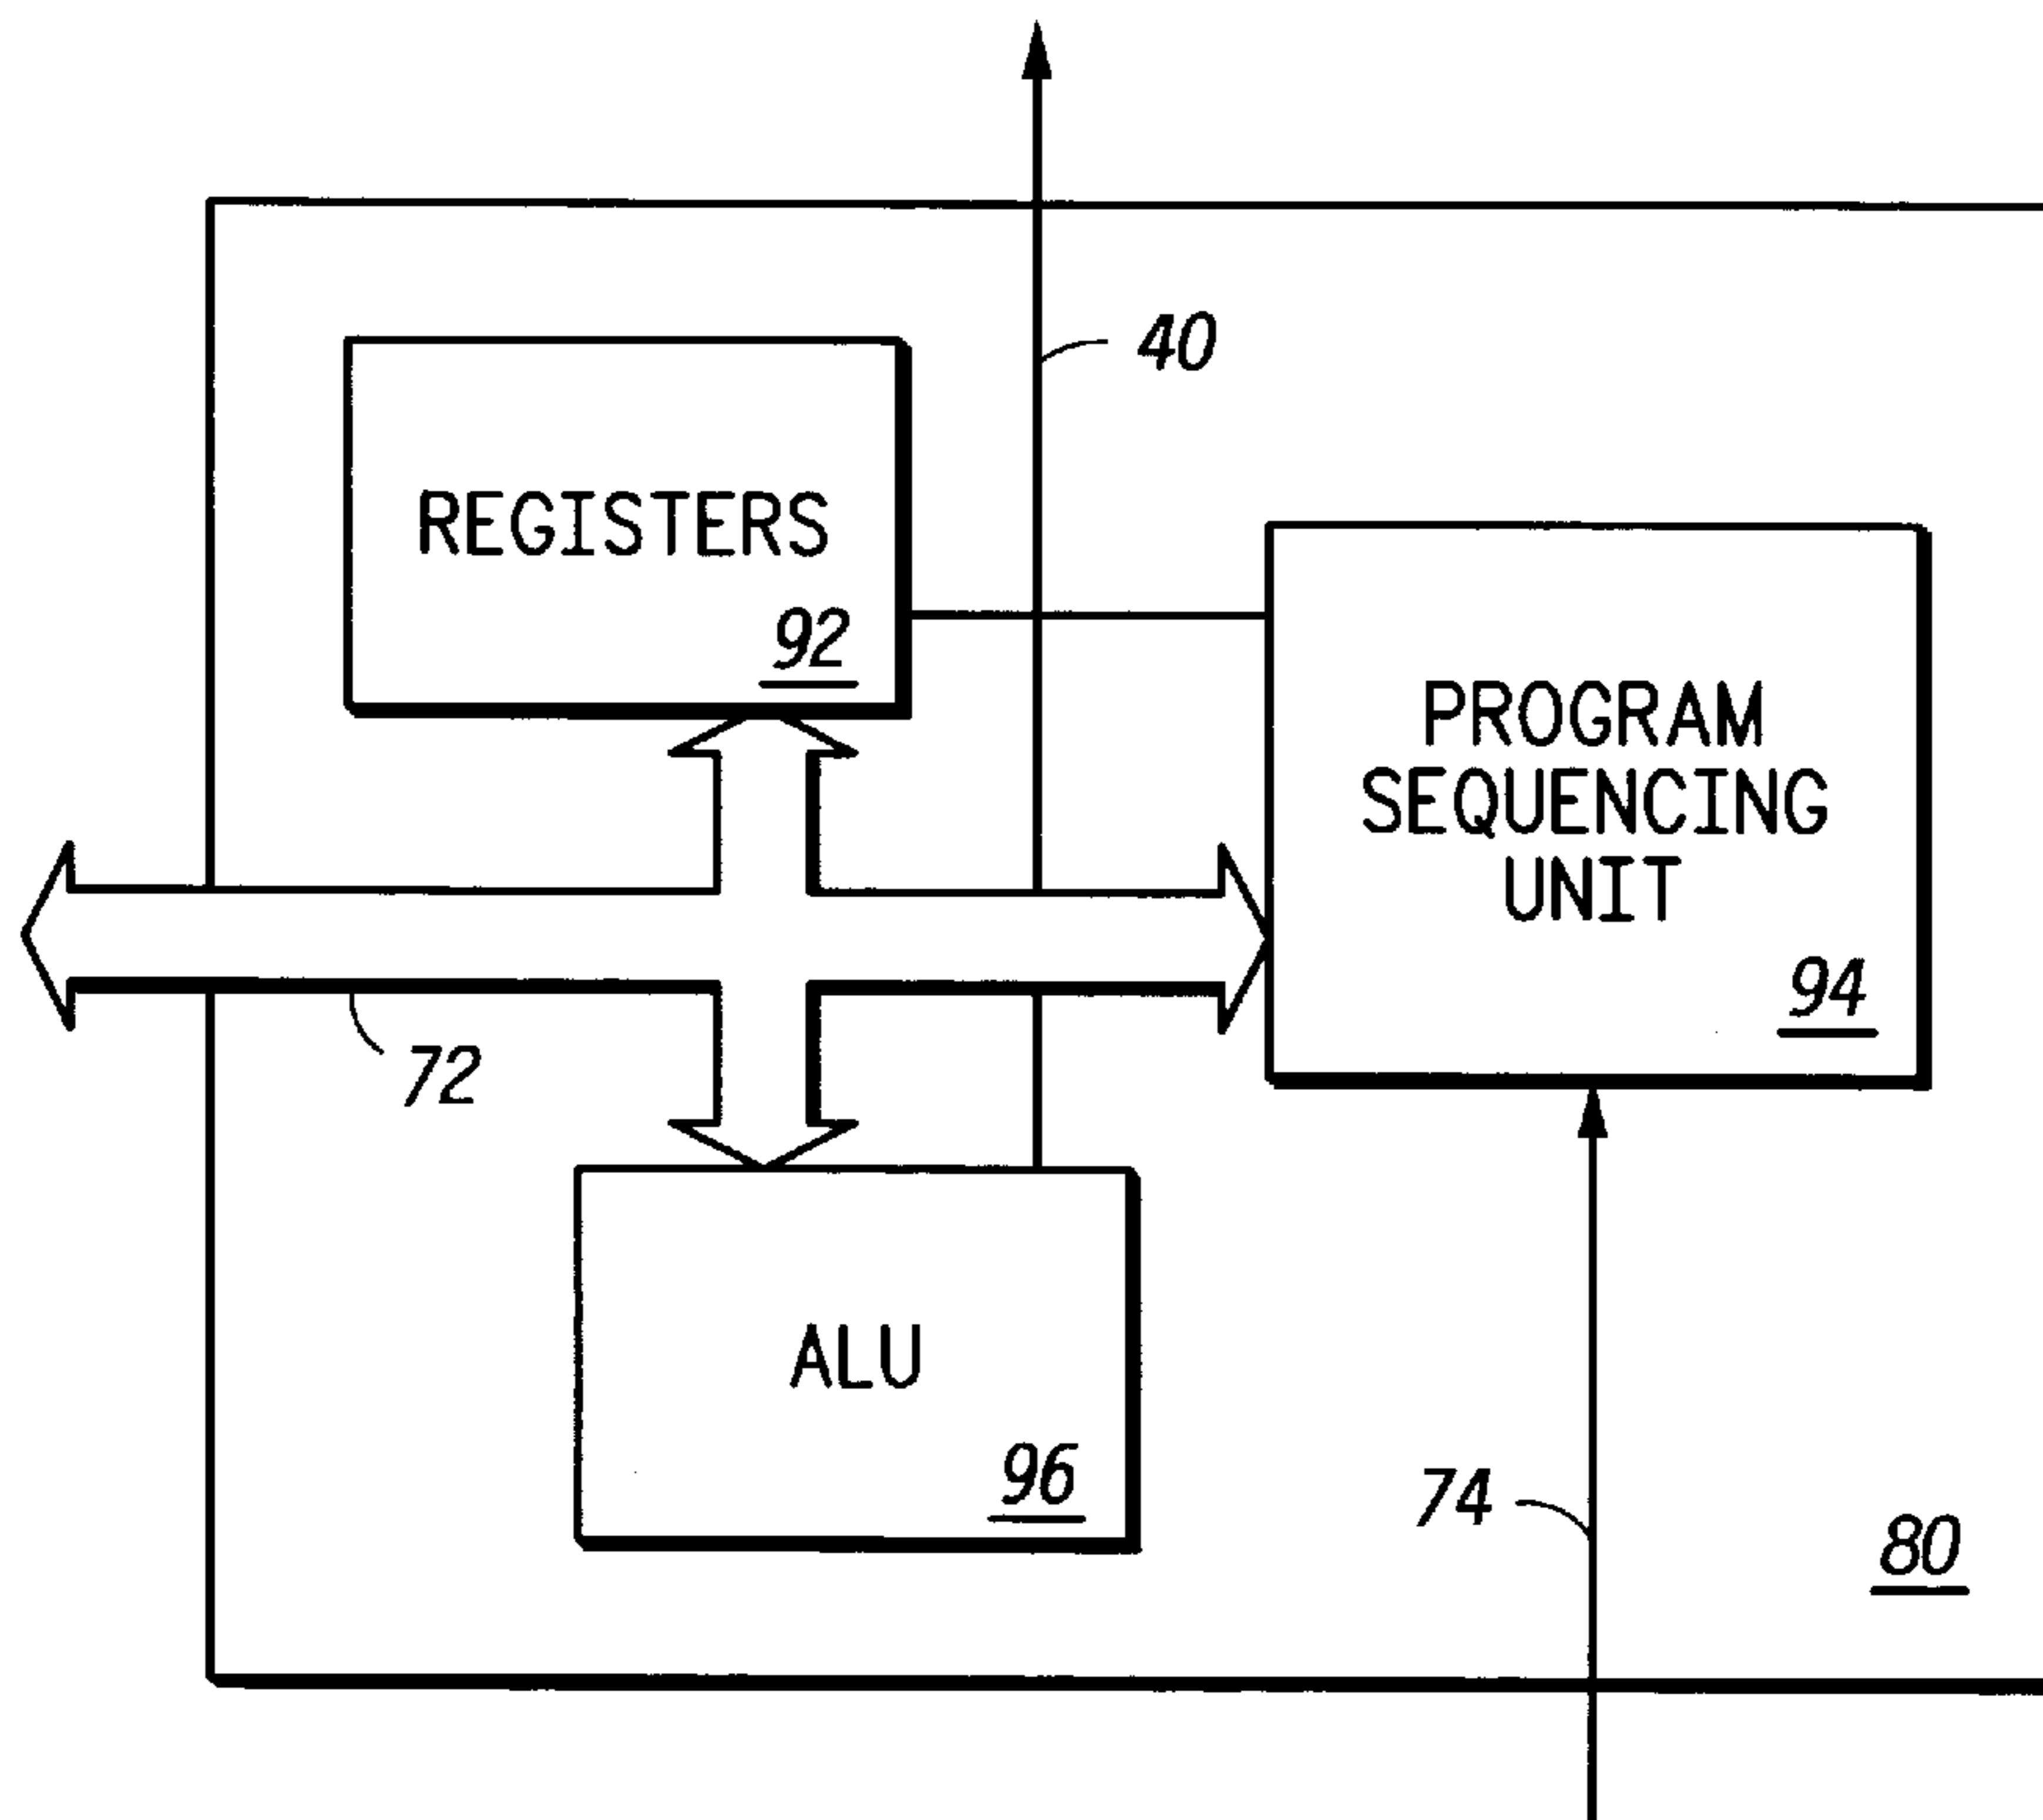 40
REGISTERS
92
PROGRAM
SEQUENCING
UNIT
94
72
ALU
96
74
80